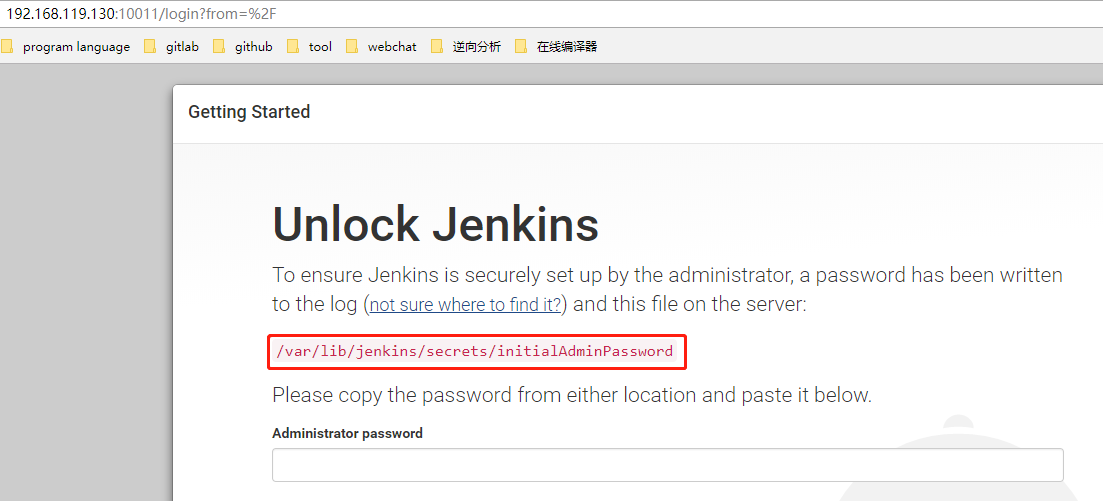 192.168.119.130:10011/login?from=%2F
program language gitlab github tool webchat 逆向分析 在线编译器
Getting Started
Unlock Jenkins
To ensure Jenkins is securely set up by the administrator, a password has been written
to the log (not sure where to find it?) and this file on the server:
/var/lib/jenkins/secrets/initialAdminPassword
Please copy the password from either location and paste it below.
Administrator password